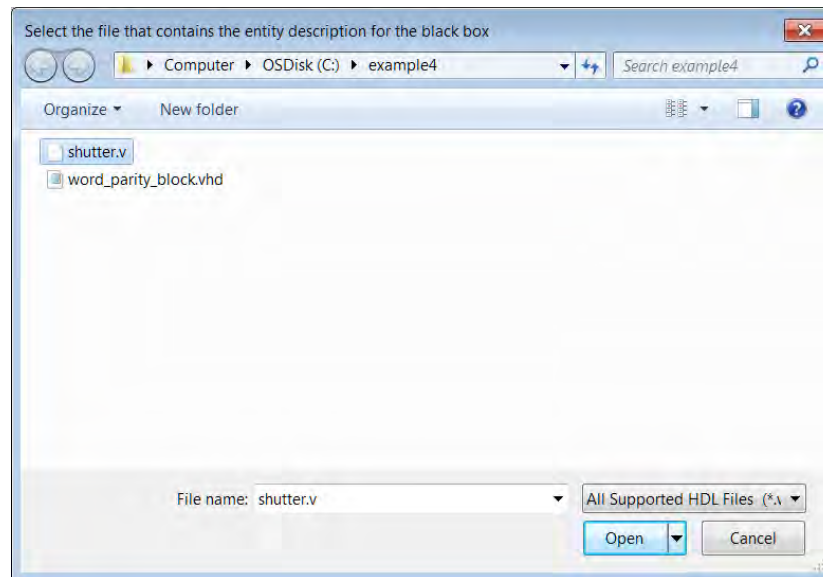 Select the file that contains the entity description for the black box
Computer OSDisk (C:) example4 Search example4
Organize New folder
shutter.v
word_parity_block.vhd
File name: shutter.v All Supported HDL Files (*.v
Open Cancel